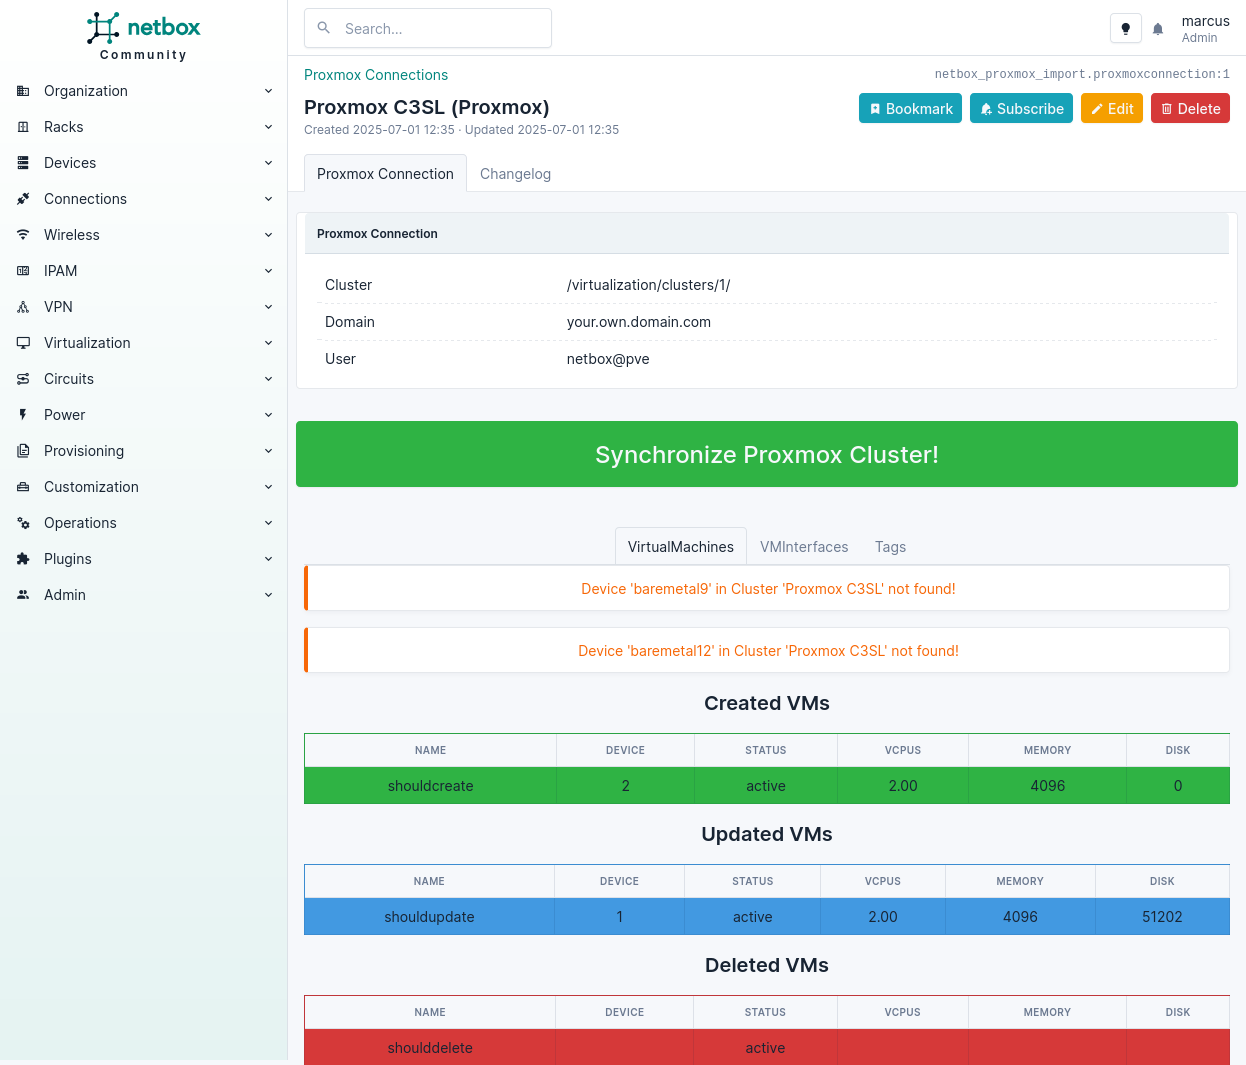 netbox
Community
Search...
marcus
Admin
Organization
Racks
Devices
Connections
Wireless
IPAM
VPN
Virtualization
Circuits
Power
Provisioning
Customization
Operations
Plugins
Admin
Proxmox Connections
netbox_proxmox_import.proxmoxconnection:1
Proxmox C3SL (Proxmox)
Bookmark Subscribe Edit Delete
Created 2025-07-01 12:35 · Updated 2025-07-01 12:35
Proxmox Connection Changelog
Proxmox Connection
Cluster /virtualization/clusters/1/
Domain your.own.domain.com
User netbox@pve
Synchronize Proxmox Cluster!
VirtualMachines VMInterfaces Tags
Device 'baremetal9' in Cluster 'Proxmox C3SL' not found!
Device 'baremetal12' in Cluster 'Proxmox C3SL' not found!
Created VMs
NAME DEVICE STATUS VCPUS MEMORY DISK
shouldcreate 2 active 2.00 4096 0
Updated VMs
NAME DEVICE STATUS VCPUS MEMORY DISK
shouldupdate 1 active 2.00 4096 51202
Deleted VMs
NAME DEVICE STATUS VCPUS MEMORY DISK
shoulddelete active